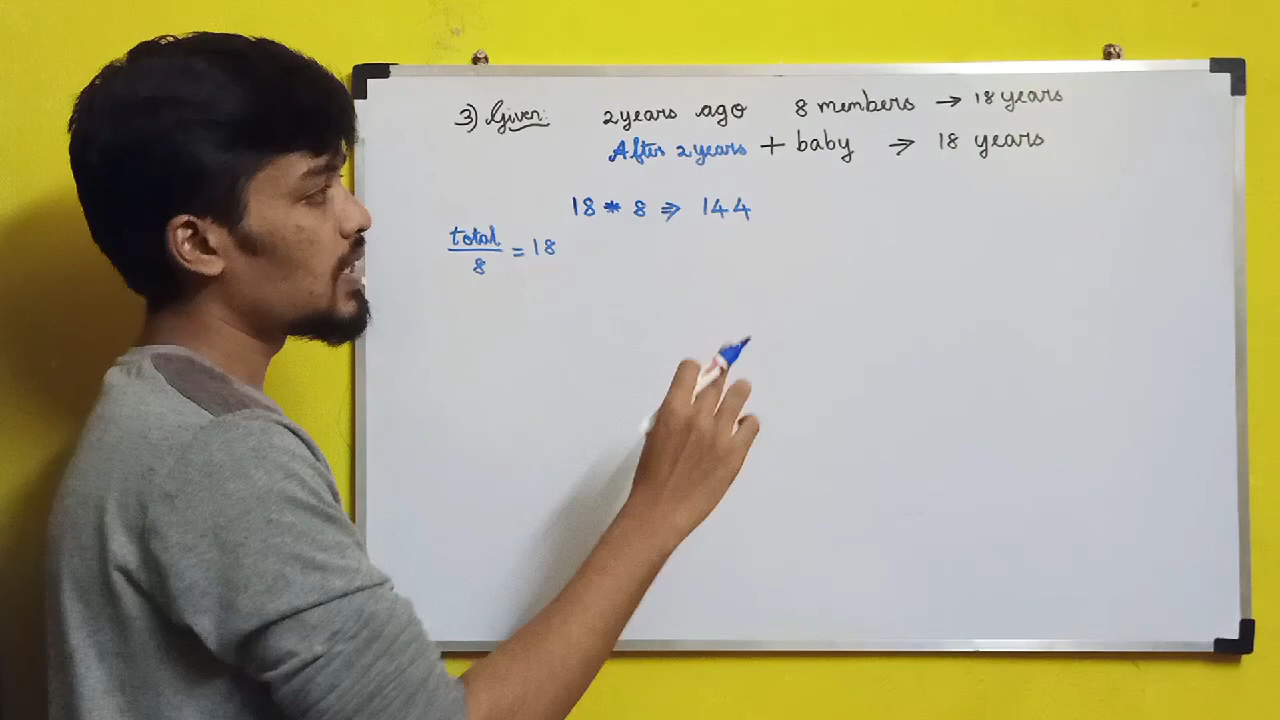 3) Given: 2years ago 8 members → 18 years
After 2years + baby → 18 years
18 * 8 ⇒ 144
total/8 = 18